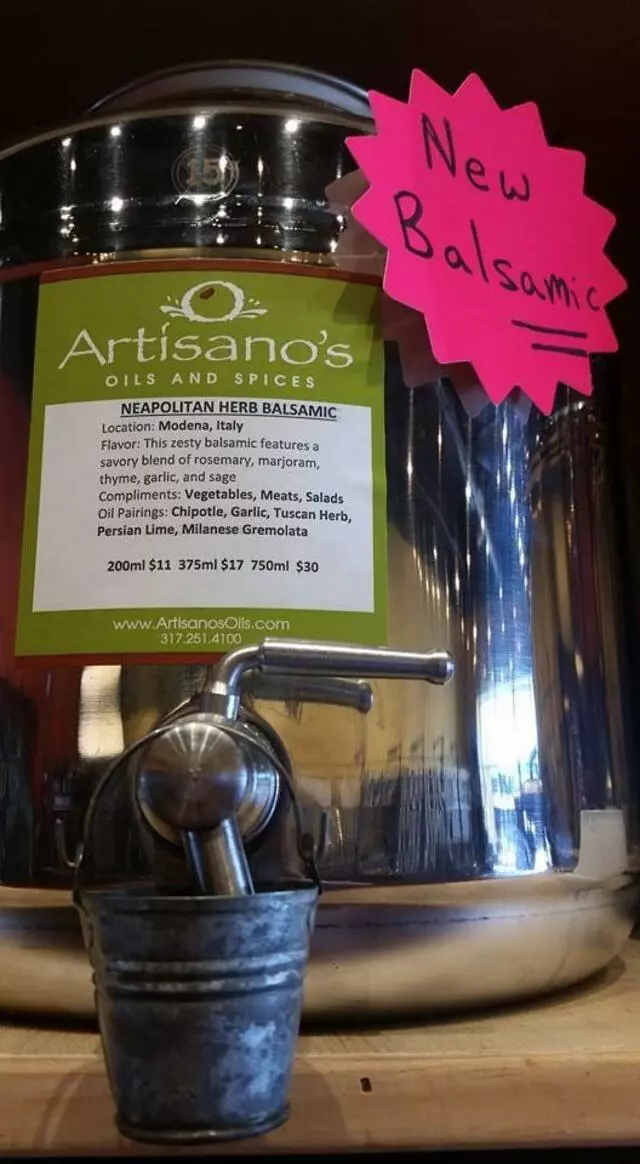 15
New
Balsamic
Artisano's
OILS AND SPICES
NEAPOLITAN HERB BALSAMIC
Location: Modena, Italy
Flavor: This zesty balsamic features a
savory blend of rosemary, marjoram,
thyme, garlic, and sage
Compliments: Vegetables, Meats, Salads
Oil Pairings: Chipotle, Garlic, Tuscan Herb,
Persian Lime, Milanese Gremolata
200ml $11 375ml $17 750ml $30
www.ArtisanosOils.com
317.251.4100